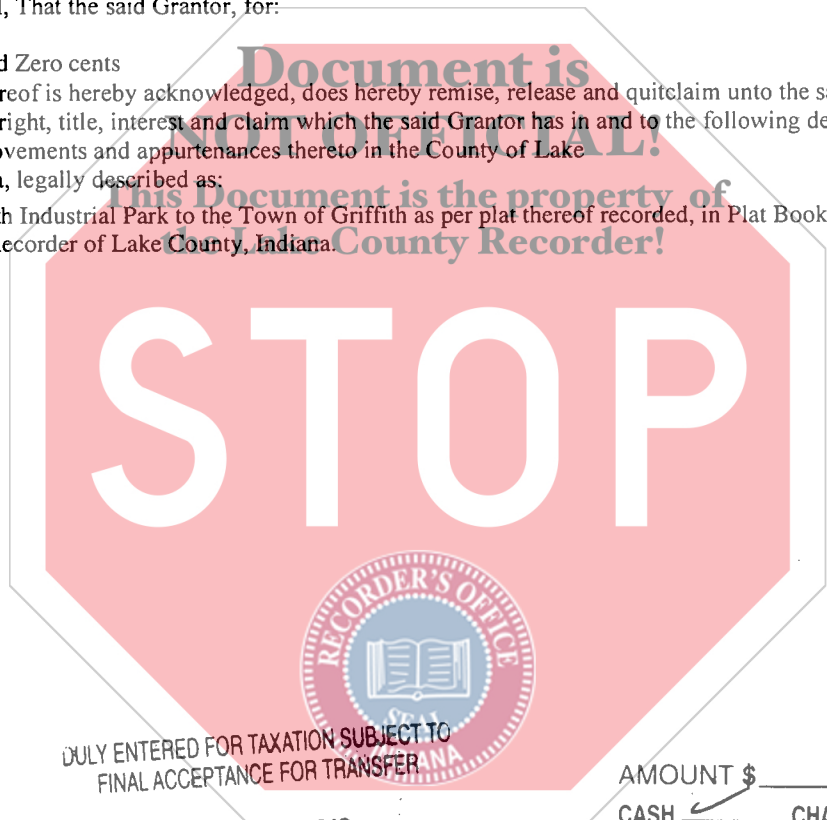 That the said Grantor, for:
Zero cents
Document is
is hereby acknowledged, does hereby remise, release and quitclaim unto the
right, title, interest and claim which the said Grantor has in and to the following
NOT OFFICIAL!
and appurtenances thereto in the County of Lake
legally described as:
This Document is the property of
Industrial Park to the Town of Griffith as per plat thereof recorded, in Plat Book
the Lake County Recorder!
of Lake County, Indiana.
STOP
RECORDER'S OFFICE
SEAL
INDIANA
DULY ENTERED FOR TAXATION SUBJECT TO
FINAL ACCEPTANCE FOR TRANSFER
AMOUNT $
CASH